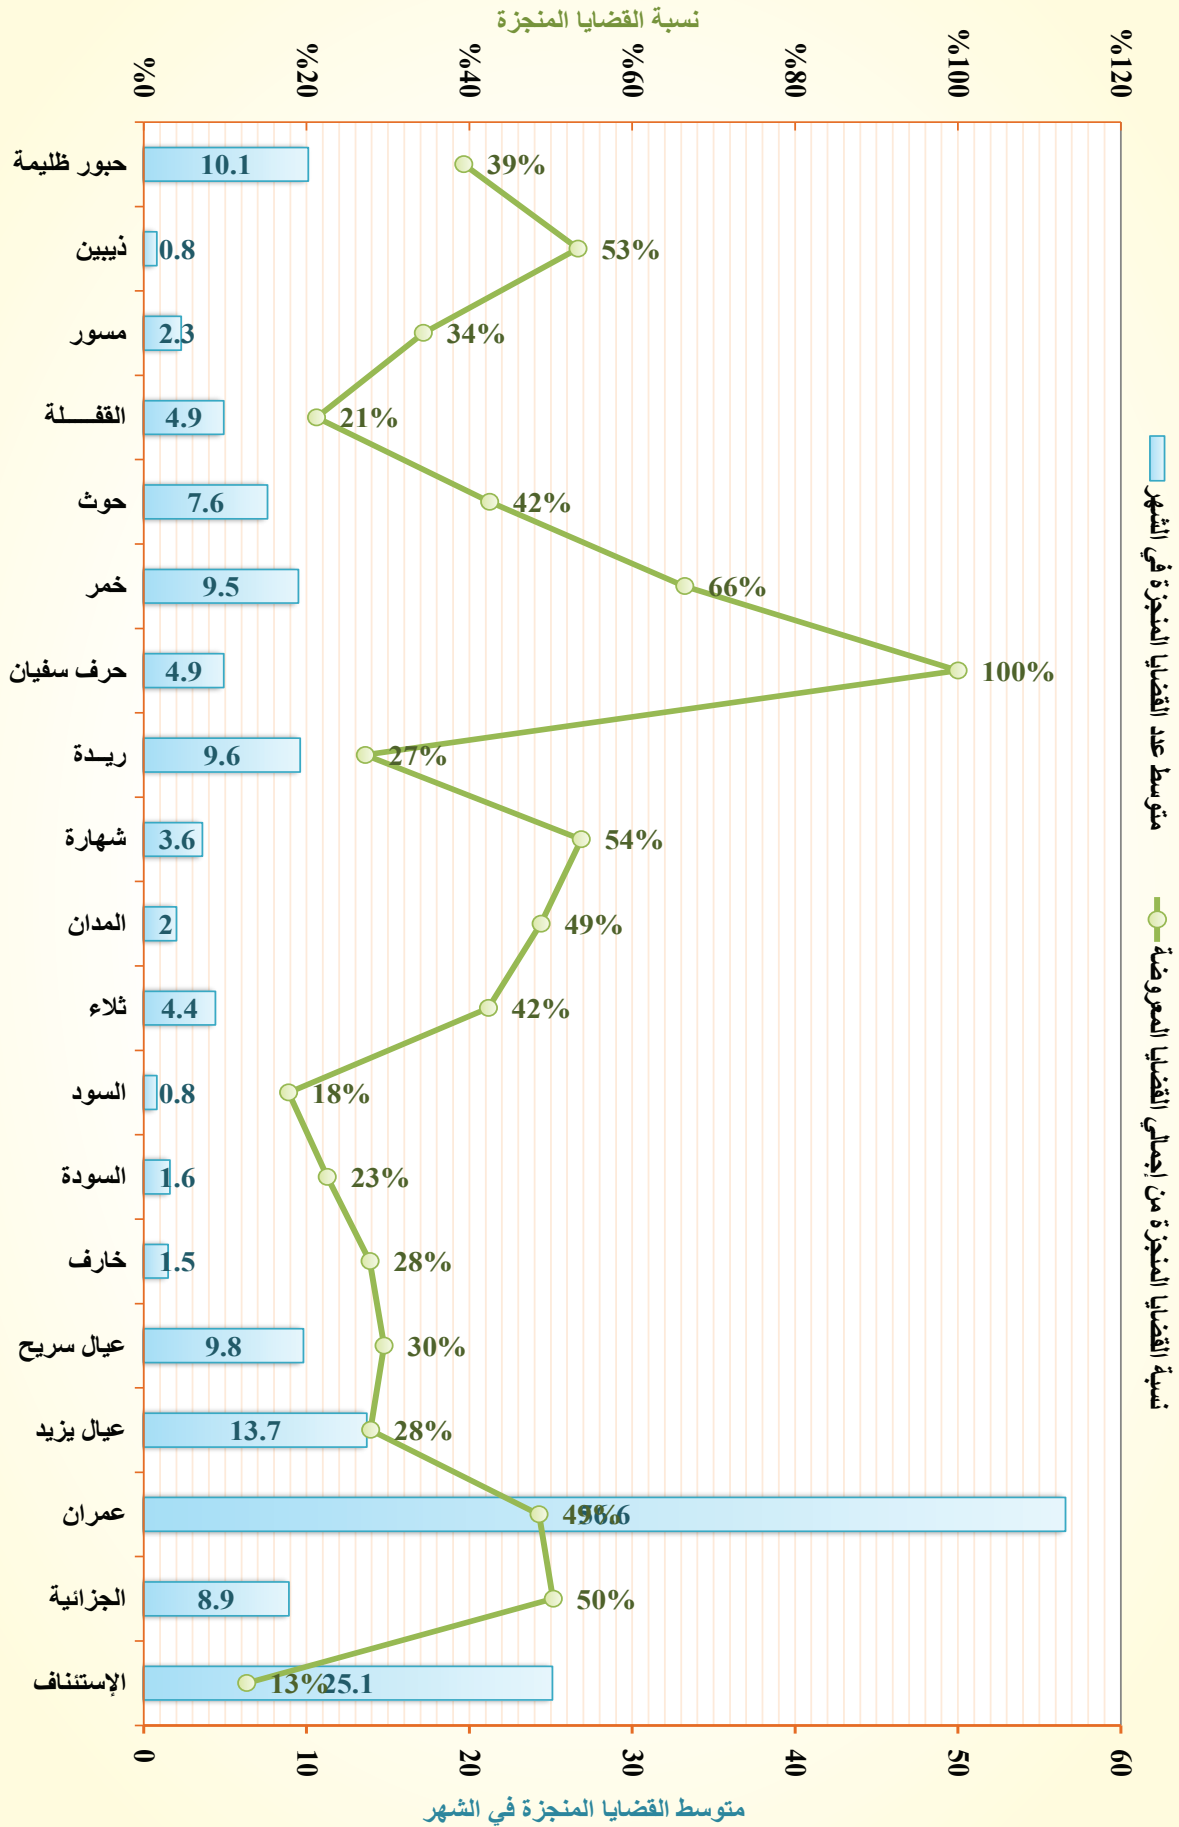 نسبة القضايا المنجزة
%0 %20 %40 %60 %80 %100 %120
حبور ظليمة 10.1 39%
ذيبين 0.8 53%
مسور 2.3 34%
القفـــلة 4.9 21%
حوث 7.6 42%
خمر 9.5 66%
حرف سفيان 4.9 100%
ريـدة 9.6 27%
شهارة 3.6 54%
المدان 2 49%
ثلاء 4.4 42%
السود 0.8 18%
السودة 1.6 23%
خارف 1.5 28%
عيال سريح 9.8 30%
عيال يزيد 13.7 28%
عمران 49% 56.6
الجزائية 8.9 50%
الإستئناف 13% 25.1
0 10 20 30 40 50 60
متوسط القضايا المنجزة في الشهر
متوسط عدد القضايا المنجزة في الشهر
نسبة القضايا المنجزة من إجمالي القضايا المعروضة